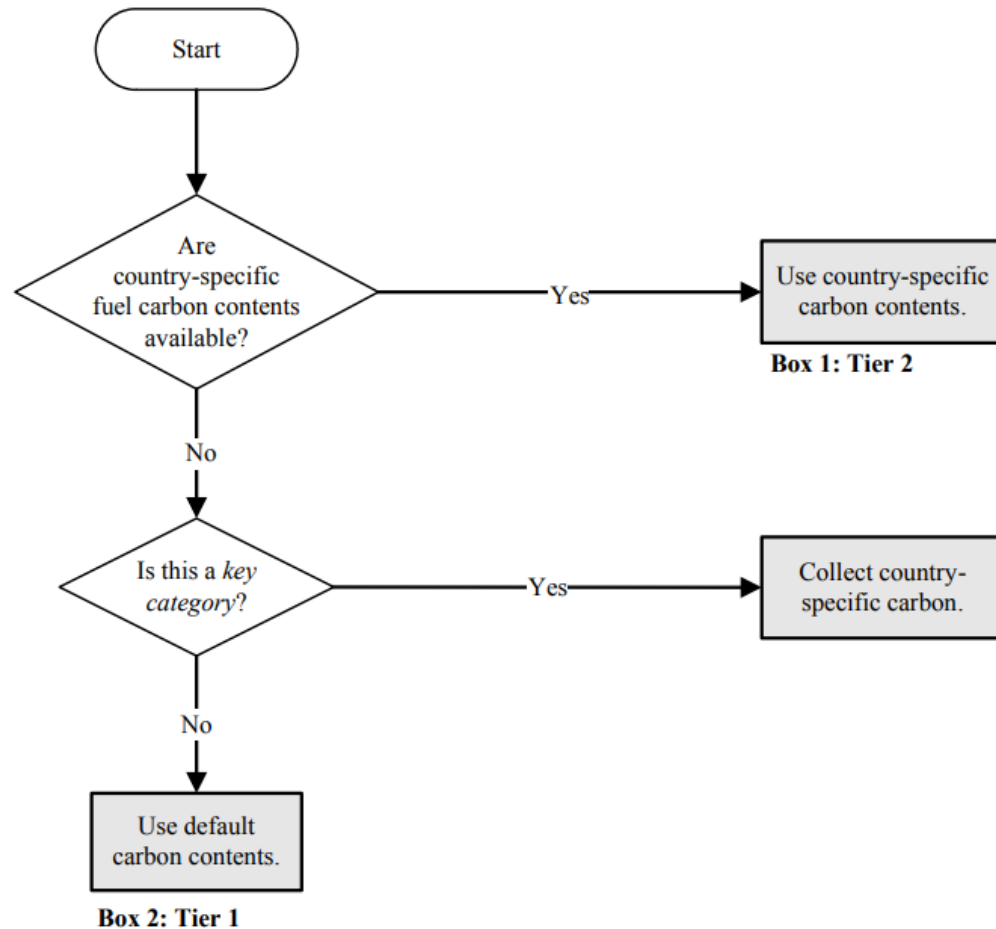 Start
Are
country-specific
fuel carbon contents
available?
Yes
Use country-specific
carbon contents.
Box 1: Tier 2
No
Is this a key
category?
Yes
Collect country-
specific carbon.
No
Use default
carbon contents.
Box 2: Tier 1